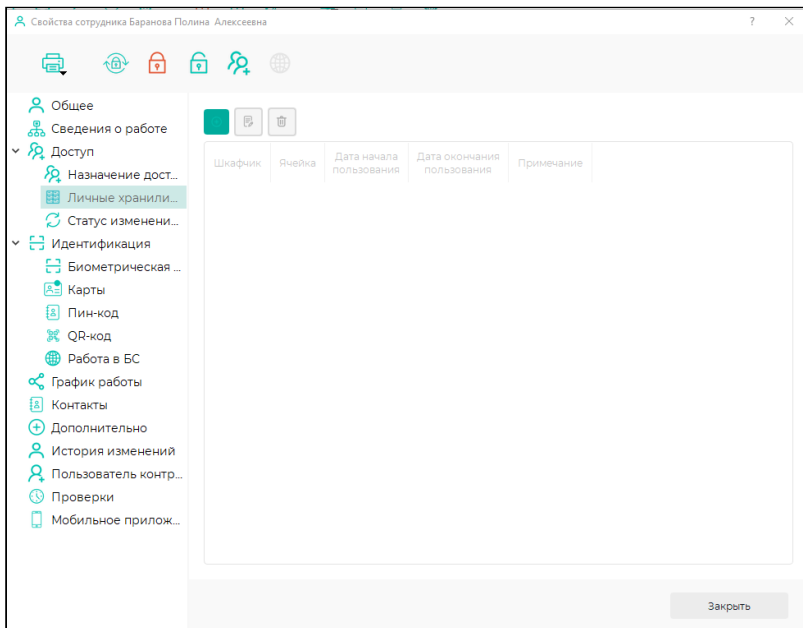 Свойства сотрудника Баранова Полина Алексеевна
?
Общее
Сведения о работе
Доступ
Назначение дост...
Личные хранили...
Статус изменени...
Идентификация
Биометрическая ...
Карты
Пин-код
QR-код
Работа в БС
График работы
Контакты
Дополнительно
История изменений
Пользователь контр...
Проверки
Мобильное прилож...
Шкафчик
Ячейка
Дата начала
пользования
Дата окончания
пользования
Примечание
Закрыть